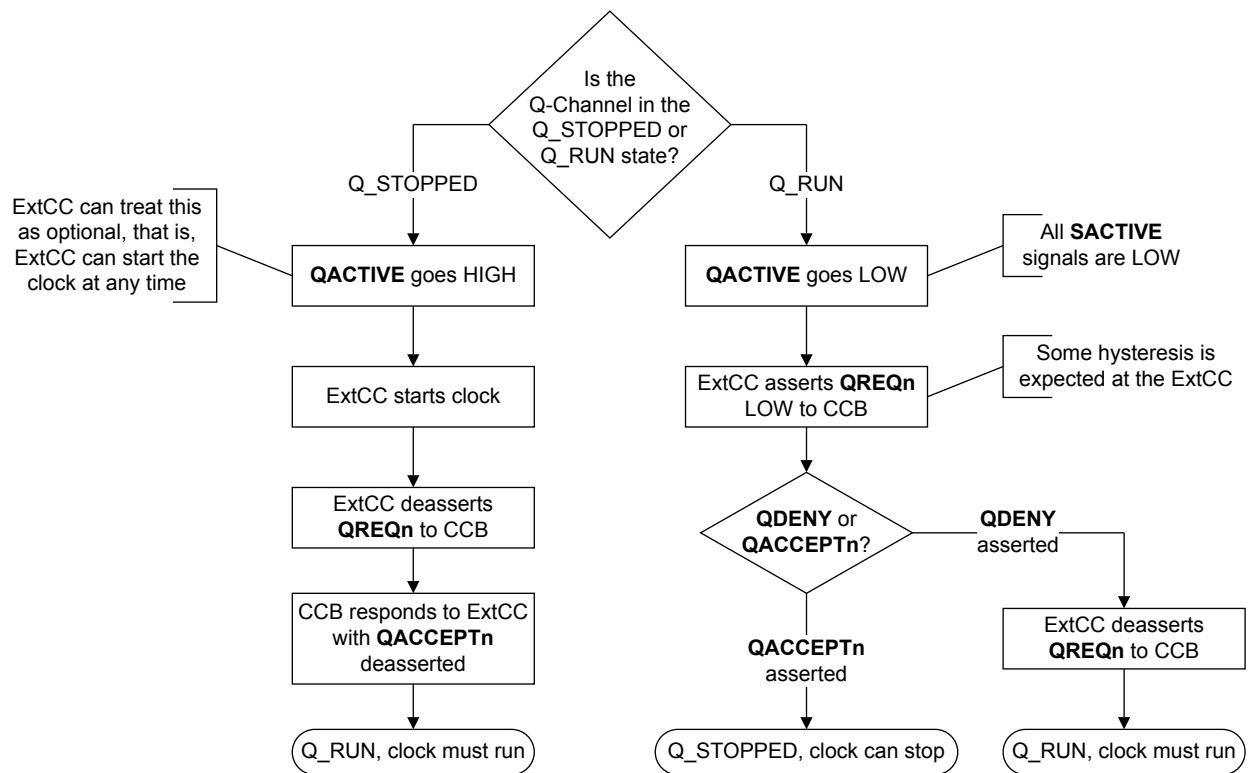 Is the
Q-Channel in the
Q_STOPPED or
Q_RUN state?
Q_STOPPED
Q_RUN
ExtCC can treat this
as optional, that is,
ExtCC can start the
clock at any time
QACTIVE goes HIGH
QACTIVE goes LOW
All SACTIVE
signals are LOW
ExtCC starts clock
ExtCC asserts QREQn
LOW to CCB
Some hysteresis is
expected at the ExtCC
ExtCC deasserts
QREQn to CCB
QDENY or
QACCEPTn?
QDENY
asserted
CCB responds to ExtCC
with QACCEPTn
deasserted
QACCEPTn
asserted
ExtCC deasserts
QREQn to CCB
Q_RUN, clock must run
Q_STOPPED, clock can stop
Q_RUN, clock must run